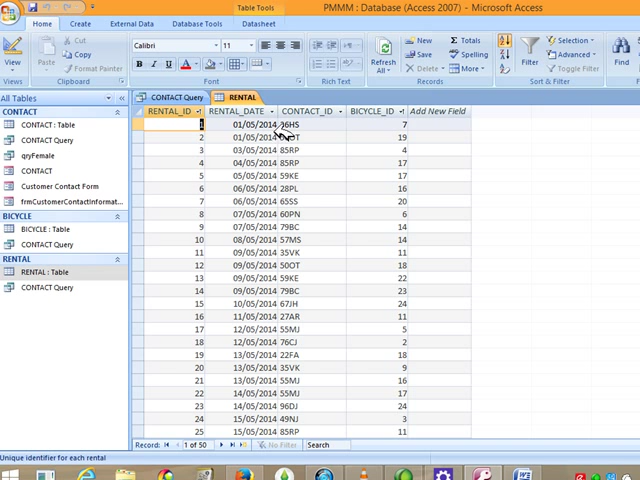 Table Tools
PMMM : Database (Access 2007) - Microsoft Access
Home
Create
External Data
Database Tools
Datasheet
Cut
Copy
Format Painter
Paste
Views
Clipboard
Calibri
11
B I U
Font
Rich Text
Refresh All
New
Save
Delete
Totals
Spelling
More
Records
Filter
Selection
Advanced
Toggle Filter
Sort & Filter
Find
All Tables
CONTACT Query
RENTAL
CONTACT
CONTACT : Table
CONTACT Query
qryFemale
CONTACT
Customer Contact Form
frmCustomerContactInformat...
BICYCLE
BICYCLE : Table
CONTACT Query
RENTAL
RENTAL : Table
CONTACT Query
RENTAL_ID RENTAL_DATE CONTACT_ID BICYCLE_ID Add New Field
1 01/05/2014 7
2 01/05/2014 19
3 03/05/2014 85RP 4
4 04/05/2014 85RP 17
5 05/05/2014 59KE 17
6 06/05/2014 28PL 16
7 06/05/2014 65SS 20
8 07/05/2014 60PN 6
9 07/05/2014 79BC 14
10 08/05/2014 57MS 14
11 09/05/2014 35VK 11
12 09/05/2014 50OT 18
13 09/05/2014 59KE 22
14 09/05/2014 79BC 23
15 10/05/2014 67JH 24
16 11/05/2014 27AR 11
17 12/05/2014 55MJ 5
18 12/05/2014 76CJ 2
19 13/05/2014 22FA 18
20 13/05/2014 35VK 9
21 14/05/2014 55MJ 16
22 14/05/2014 55MJ 17
23 14/05/2014 96DJ 24
24 15/05/2014 49NJ 3
25 15/05/2014 85RP 11
Record: 1 of 50 No Filter Search
Unique identifier for each rental